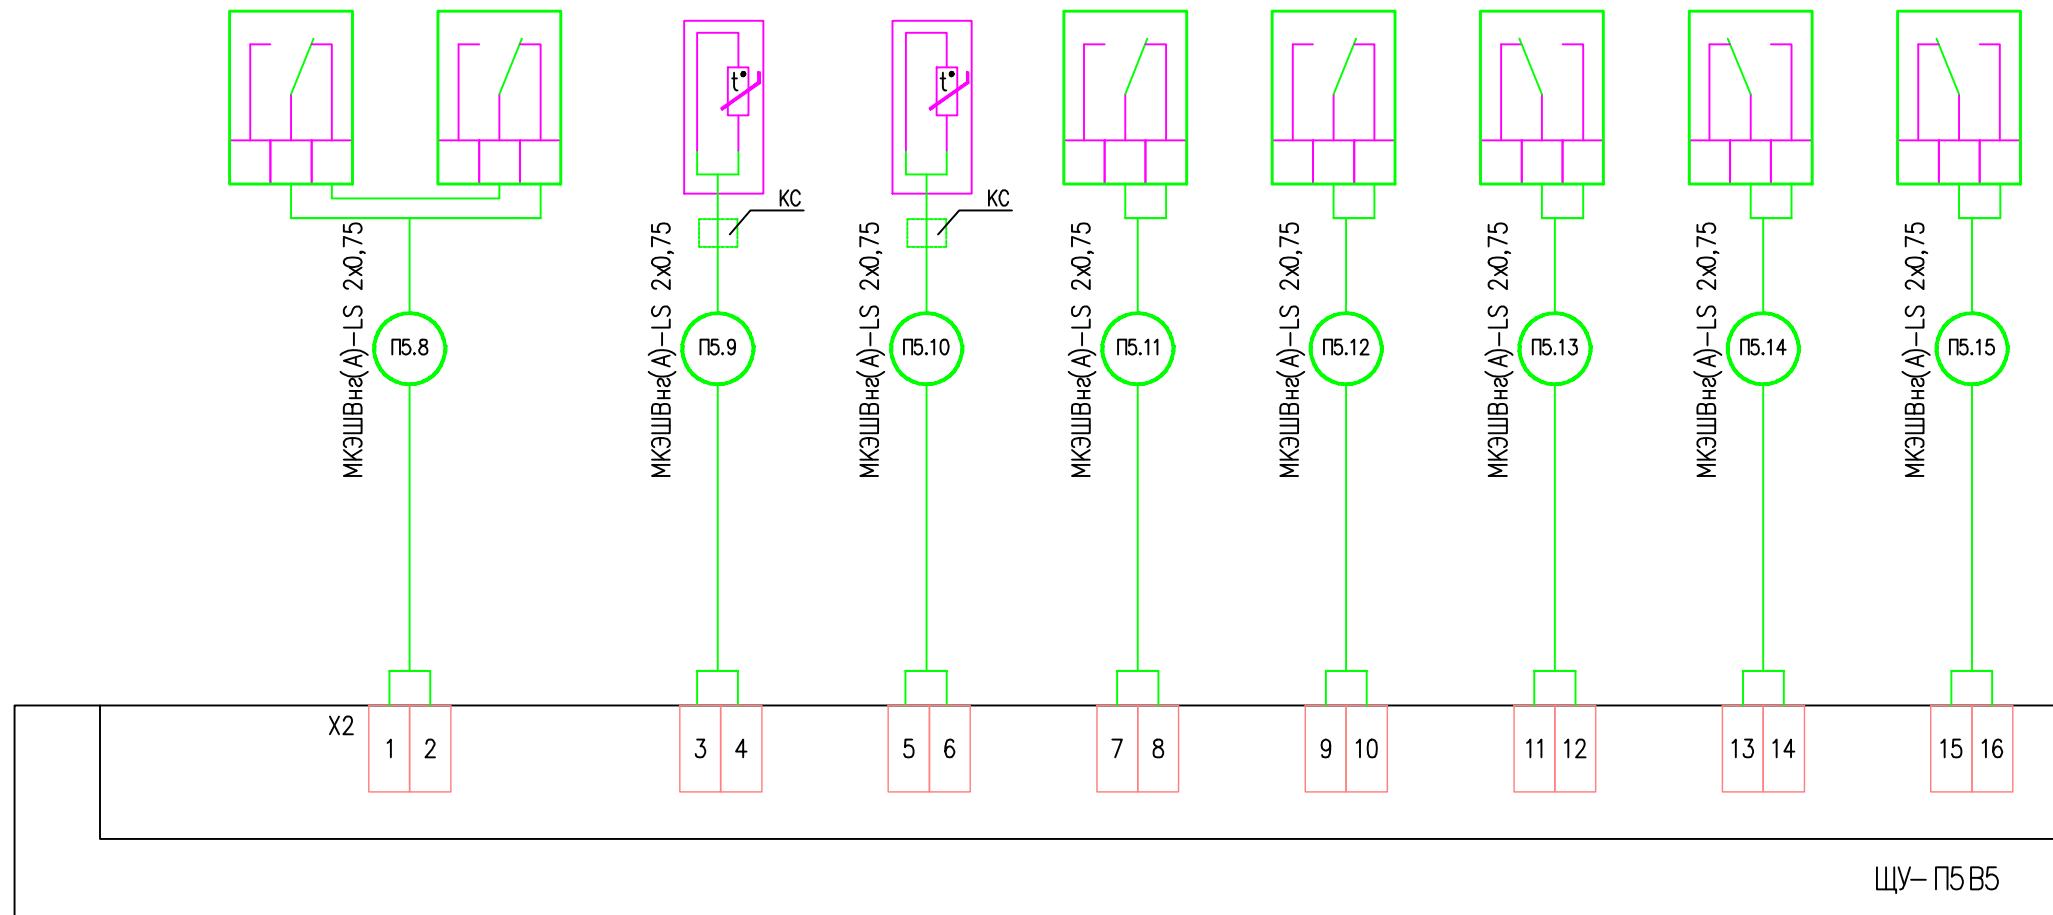 t°
t°
КС
КС
МКЭШВнг(А)-LS 2х0,75
МКЭШВнг(А)-LS 2х0,75
МКЭШВнг(А)-LS 2х0,75
МКЭШВнг(А)-LS 2х0,75
МКЭШВнг(А)-LS 2х0,75
МКЭШВнг(А)-LS 2х0,75
МКЭШВнг(А)-LS 2х0,75
МКЭШВнг(А)-LS 2х0,75
П5.8
П5.9
П5.10
П5.11
П5.12
П5.13
П5.14
П5.15
Х2
1 2
3 4
5 6
7 8
9 10
11 12
13 14
15 16
ЩУ-П5В5